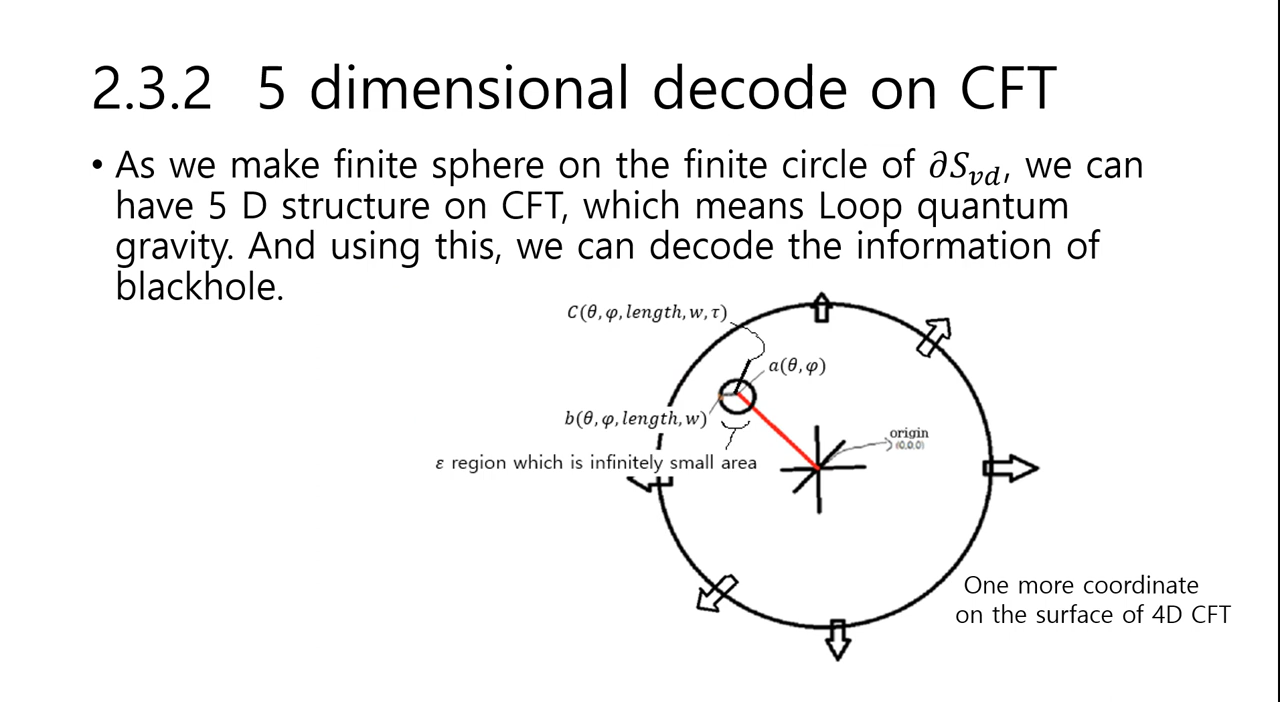 2.3.2 5 dimensional decode on CFT
• As we make finite sphere on the finite circle of ∂S_{vd}, we can
have 5 D structure on CFT, which means Loop quantum
gravity. And using this, we can decode the information of
blackhole.
C(θ, φ, length, w, τ)
a(θ, φ)
b(θ, φ, length, w)
origin
(0,0,0)
ε region which is infinitely small area
One more coordinate
on the surface of 4D CFT